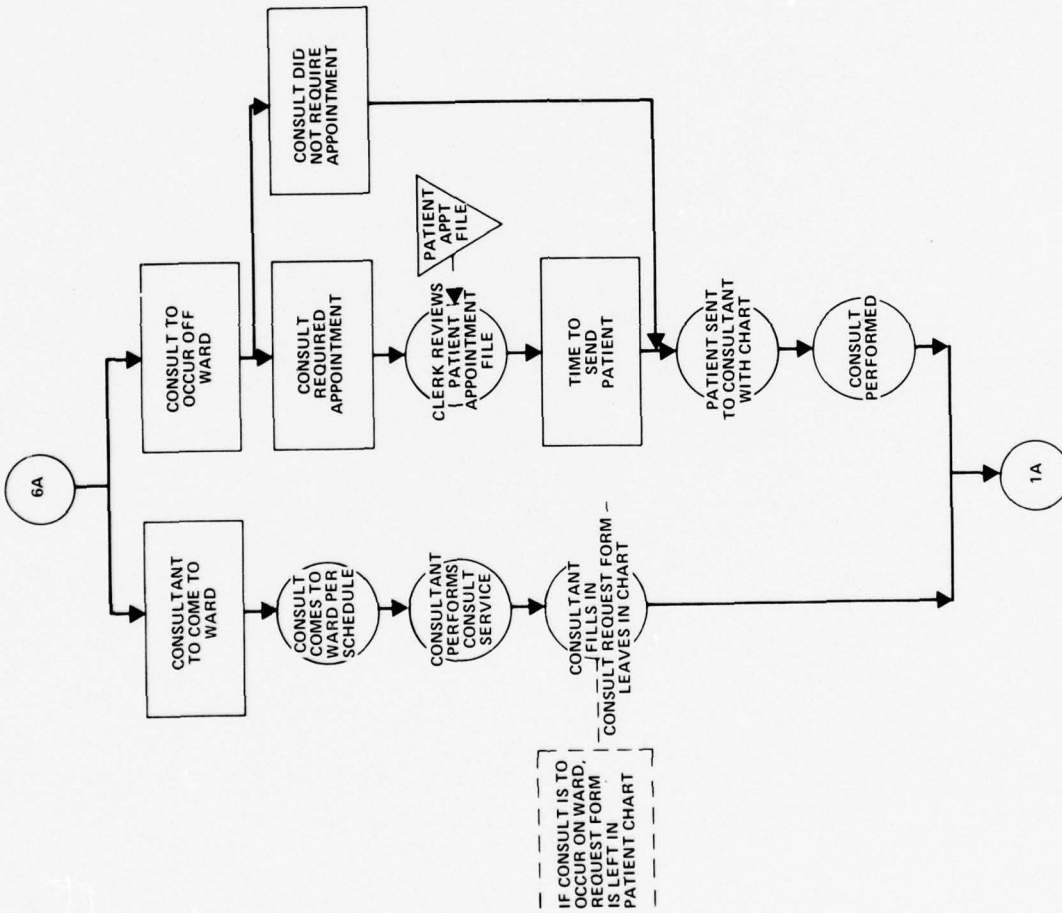 6A
CONSULTANT
TO COME TO
WARD
CONSULT TO
OCCUR OFF
WARD
CONSULT
COMES TO
WARD PER
SCHEDULE
CONSULT
REQUIRED
APPOINTMENT
CONSULT DID
NOT REQUIRE
APPOINTMENT
CONSULTANT
PERFORMS
CONSULT
SERVICE
CLERK REVIEWS
PATIENT
APPOINTMENT
FILE
PATIENT
APPT
FILE
IF CONSULT IS TO
OCCUR ON WARD,
REQUEST FORM
IS LEFT IN
PATIENT CHART
CONSULTANT
FILLS IN
CONSULT REQUEST FORM –
LEAVES IN CHART
TIME TO
SEND
PATIENT
PATIENT SENT
TO CONSULTANT
WITH CHART
CONSULT
PERFORMED
1A